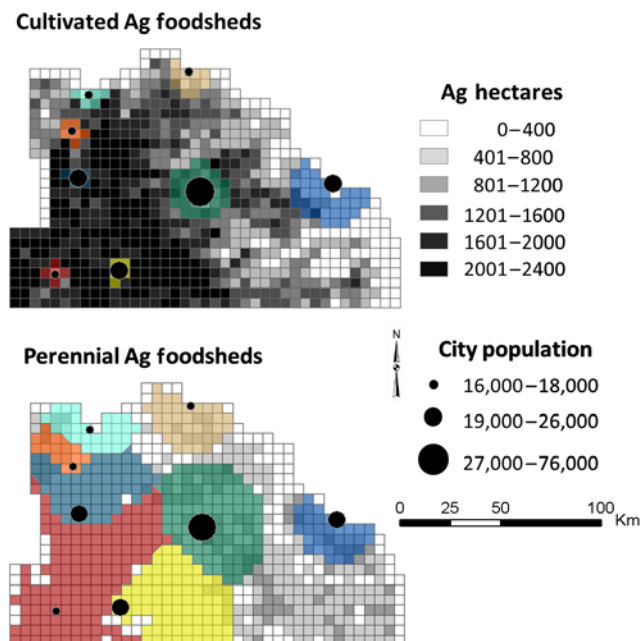 Cultivated Ag foodsheds
Ag hectares
0–400
401–800
801–1200
1201–1600
1601–2000
2001–2400
Perennial Ag foodsheds
N
City population
16,000–18,000
19,000–26,000
27,000–76,000
0 25 50 100
Km